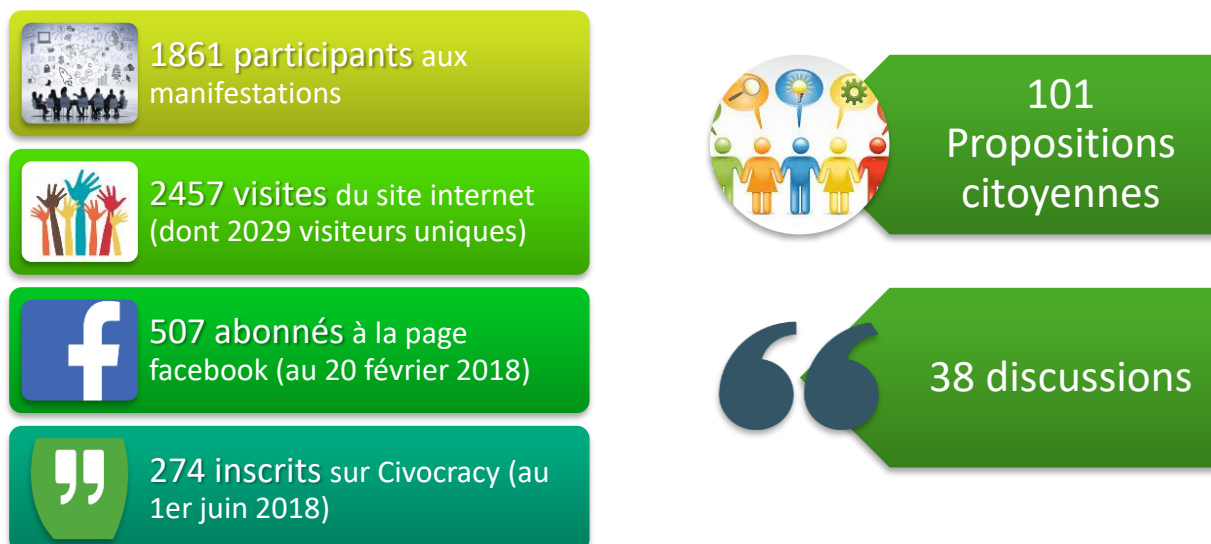 1861 participants aux
manifestations
2457 visites du site internet
(dont 2029 visiteurs uniques)
507 abonnés à la page
facebook (au 20 février 2018)
274 inscrits sur Civocracy (au
1er juin 2018)
101
Propositions
citoyennes
38 discussions